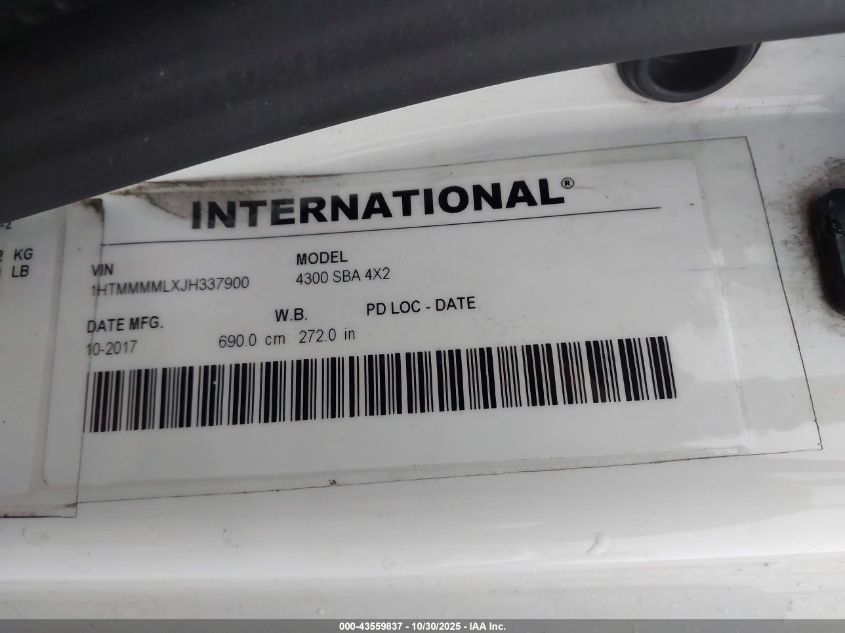 INTERNATIONAL®
KG
LB
VIN
1HTMMMMLXJH337900
MODEL
4300 SBA 4X2
DATE MFG.
10-2017
W.B.
690.0 cm 272.0 in
PD LOC - DATE
000-43559837 - 10/30/2025 - IAA Inc.